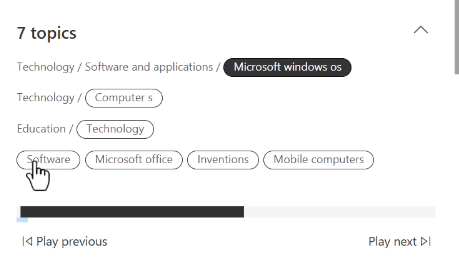 7 topics
Technology / Software and applications / Microsoft windows os
Technology / Computer s
Education / Technology
Software Microsoft office Inventions Mobile computers
Play previous Play next